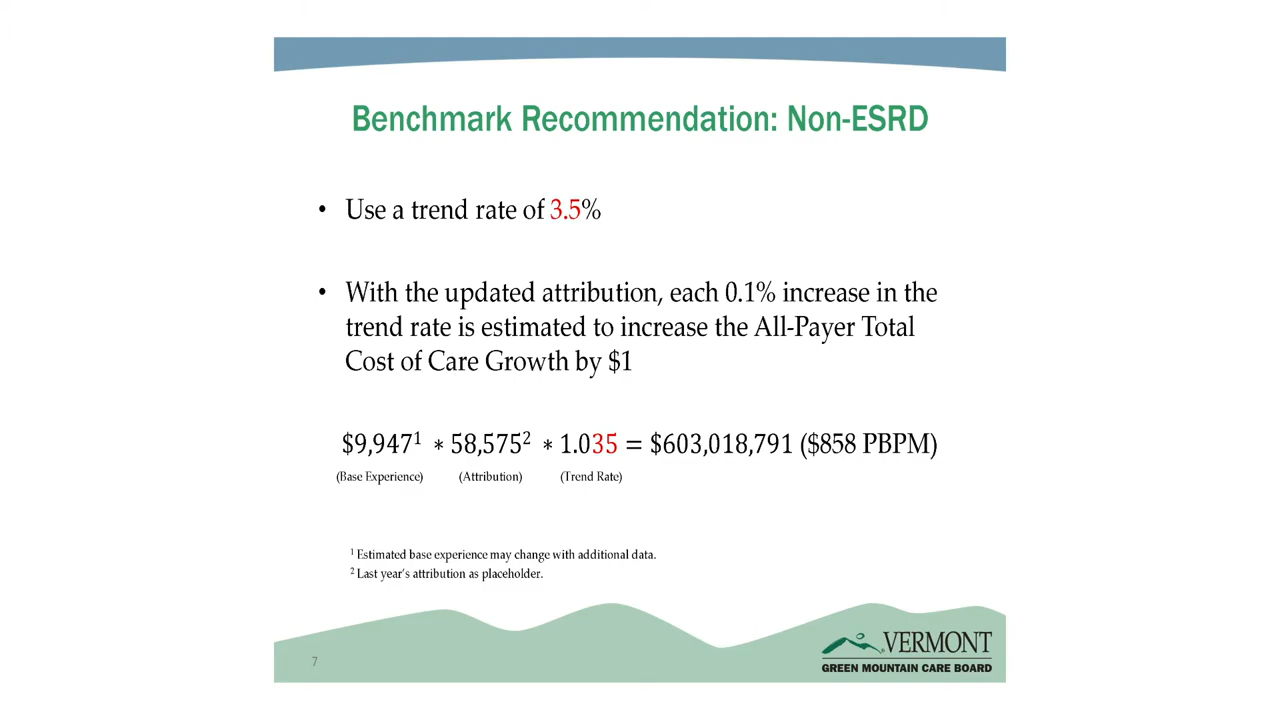 Benchmark Recommendation: Non-ESRD
• Use a trend rate of 3.5%
• With the updated attribution, each 0.1% increase in the
trend rate is estimated to increase the All-Payer Total
Cost of Care Growth by $1
$9,947¹ ∗ 58,575² ∗ 1.035 = $603,018,791 ($858 PBPM)
(Base Experience) (Attribution) (Trend Rate)
¹ Estimated base experience may change with additional data.
² Last year’s attribution as placeholder.
7
VERMONT
GREEN MOUNTAIN CARE BOARD